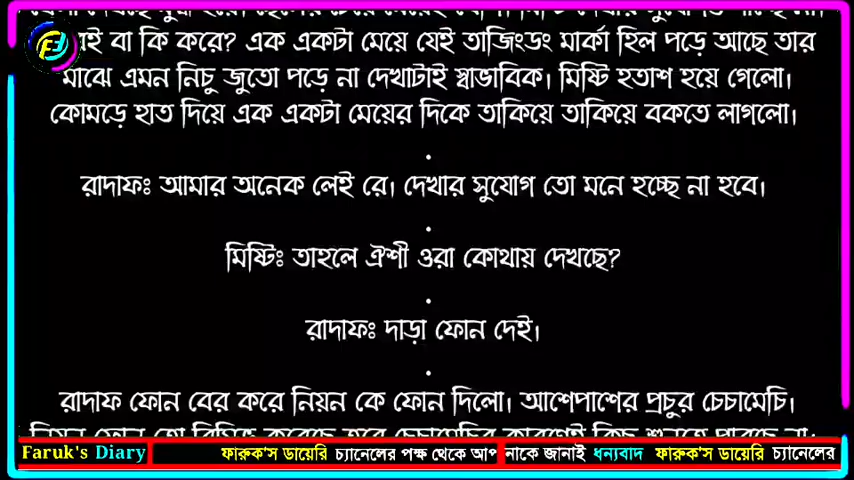 ই বা কি করে? এক একটা মেয়ে যেই তাজিংডং মার্কা হিল পড়ে আছে তার
মাঝে এমন নিচু জুতো পড়ে না দেখাটাই স্বাভাবিক। মিষ্টি হতাশ হয়ে গেলো।
কোমড়ে হাত দিয়ে এক একটা মেয়ের দিকে তাকিয়ে তাকিয়ে বকতে লাগলো।
.
রাদাফঃ আমার অনেক লেই রে। দেখার সুযোগ তো মনে হচ্ছে না হবে।
.
মিষ্টিঃ তাহলে ঐশী ওরা কোথায় দেখছে?
.
রাদাফঃ দাড়া ফোন দেই।
.
রাদাফ ফোন বের করে নিয়ন কে ফোন দিলো। আশেপাশের প্রচুর চেচামেচি।
Faruk's Diary ফারুক'স ডায়েরি চ্যানেলের পক্ষ থেকে আপনাকে জানাই ধন্যবাদ ফারুক'স ডায়েরি চ্যানেলের